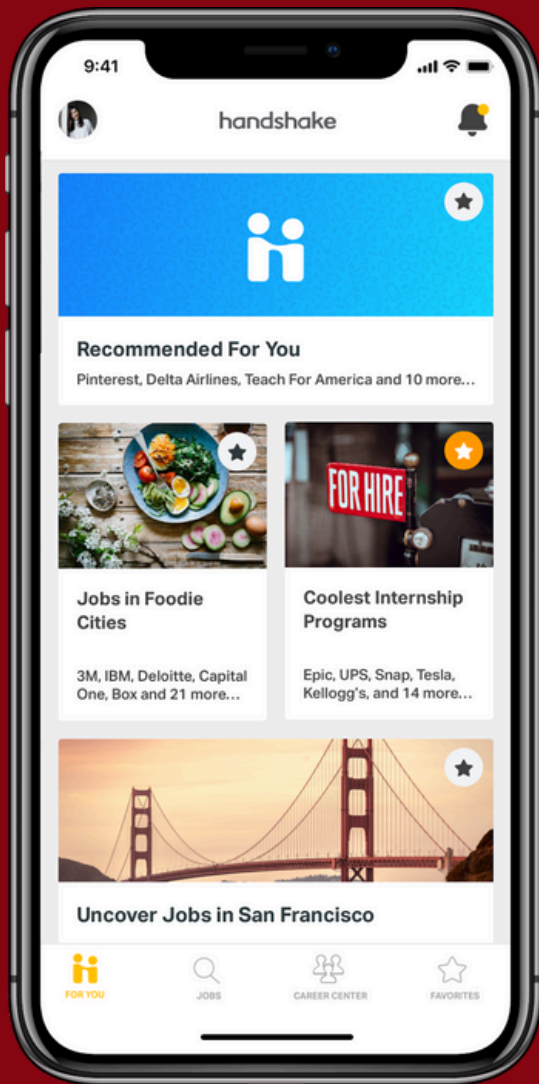 9:41
handshake
Recommended For You
Pinterest, Delta Airlines, Teach For America and 10 more...
Jobs in Foodie
Cities
3M, IBM, Deloitte, Capital
One, Box and 21 more...
FOR HIRE
Coolest Internship
Programs
Epic, UPS, Snap, Tesla,
Kellogg's, and 14 more...
Uncover Jobs in San Francisco
FOR YOU
JOBS
CAREER CENTER
FAVORITES